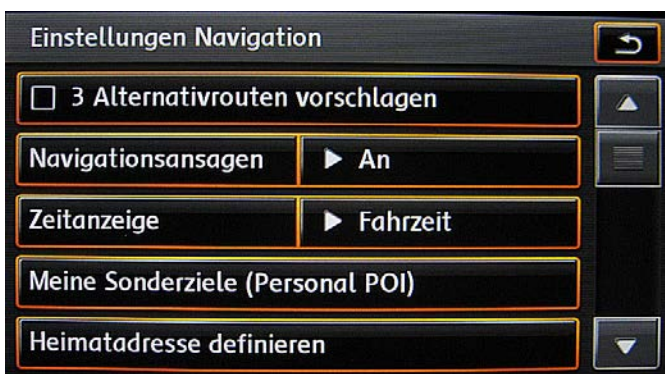 Einstellungen Navigation
3 Alternativrouten vorschlagen
Navigationsansagen An
Zeitanzeige Fahrzeit
Meine Sonderziele (Personal POI)
Heimatadresse definieren